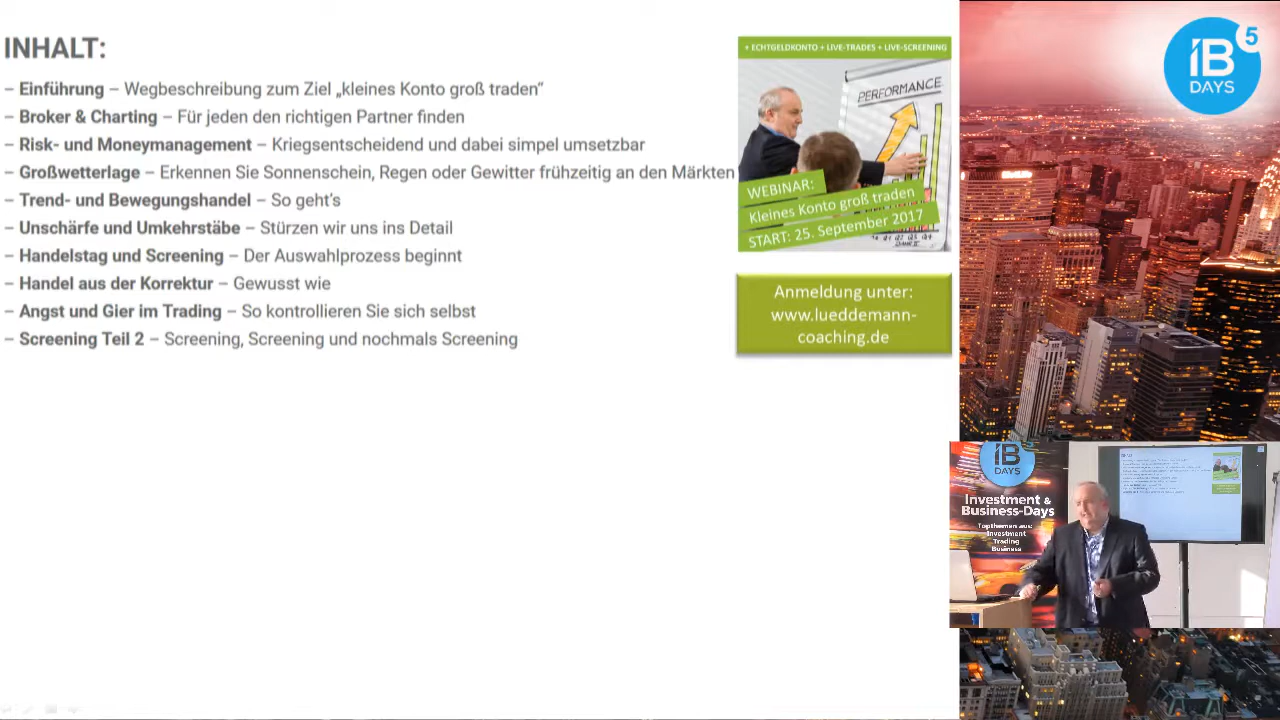 INHALT:
– Einführung – Wegbeschreibung zum Ziel „kleines Konto groß traden“
– Broker & Charting – Für jeden den richtigen Partner finden
– Risk- und Moneymanagement – Kriegsentscheidend und dabei simpel umsetzbar
– Großwetterlage – Erkennen Sie Sonnenschein, Regen oder Gewitter frühzeitig an den Märkten
– Trend- und Bewegungshandel – So geht's
– Unschärfe und Umkehrstäbe – Stürzen wir uns ins Detail
– Handelstag und Screening – Der Auswahlprozess beginnt
– Handel aus der Korrektur – Gewusst wie
– Angst und Gier im Trading – So kontrollieren Sie sich selbst
– Screening Teil 2 – Screening, Screening und nochmals Screening
+ ECHTGELDKONTO + LIVE-TRADES + LIVE-SCREENING
PERFORMANCE
WEBINAR:
Kleines Konto groß traden
START: 25. September 2017
Anmeldung unter:
www.lueddemann-
coaching.de
IB
DAYS
5
IB
DAYS
Investment &
Business-Days
Topthemen aus:
Investment
Trading
Business